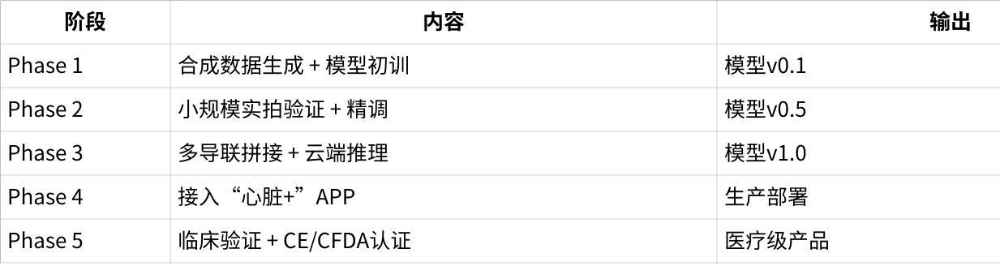 阶段 内容 输出
Phase 1 合成数据生成 + 模型初训 模型v0.1
Phase 2 小规模实拍验证 + 精调 模型v0.5
Phase 3 多导联拼接 + 云端推理 模型v1.0
Phase 4 接入“心脏+”APP 生产部署
Phase 5 临床验证 + CE/CFDA认证 医疗级产品